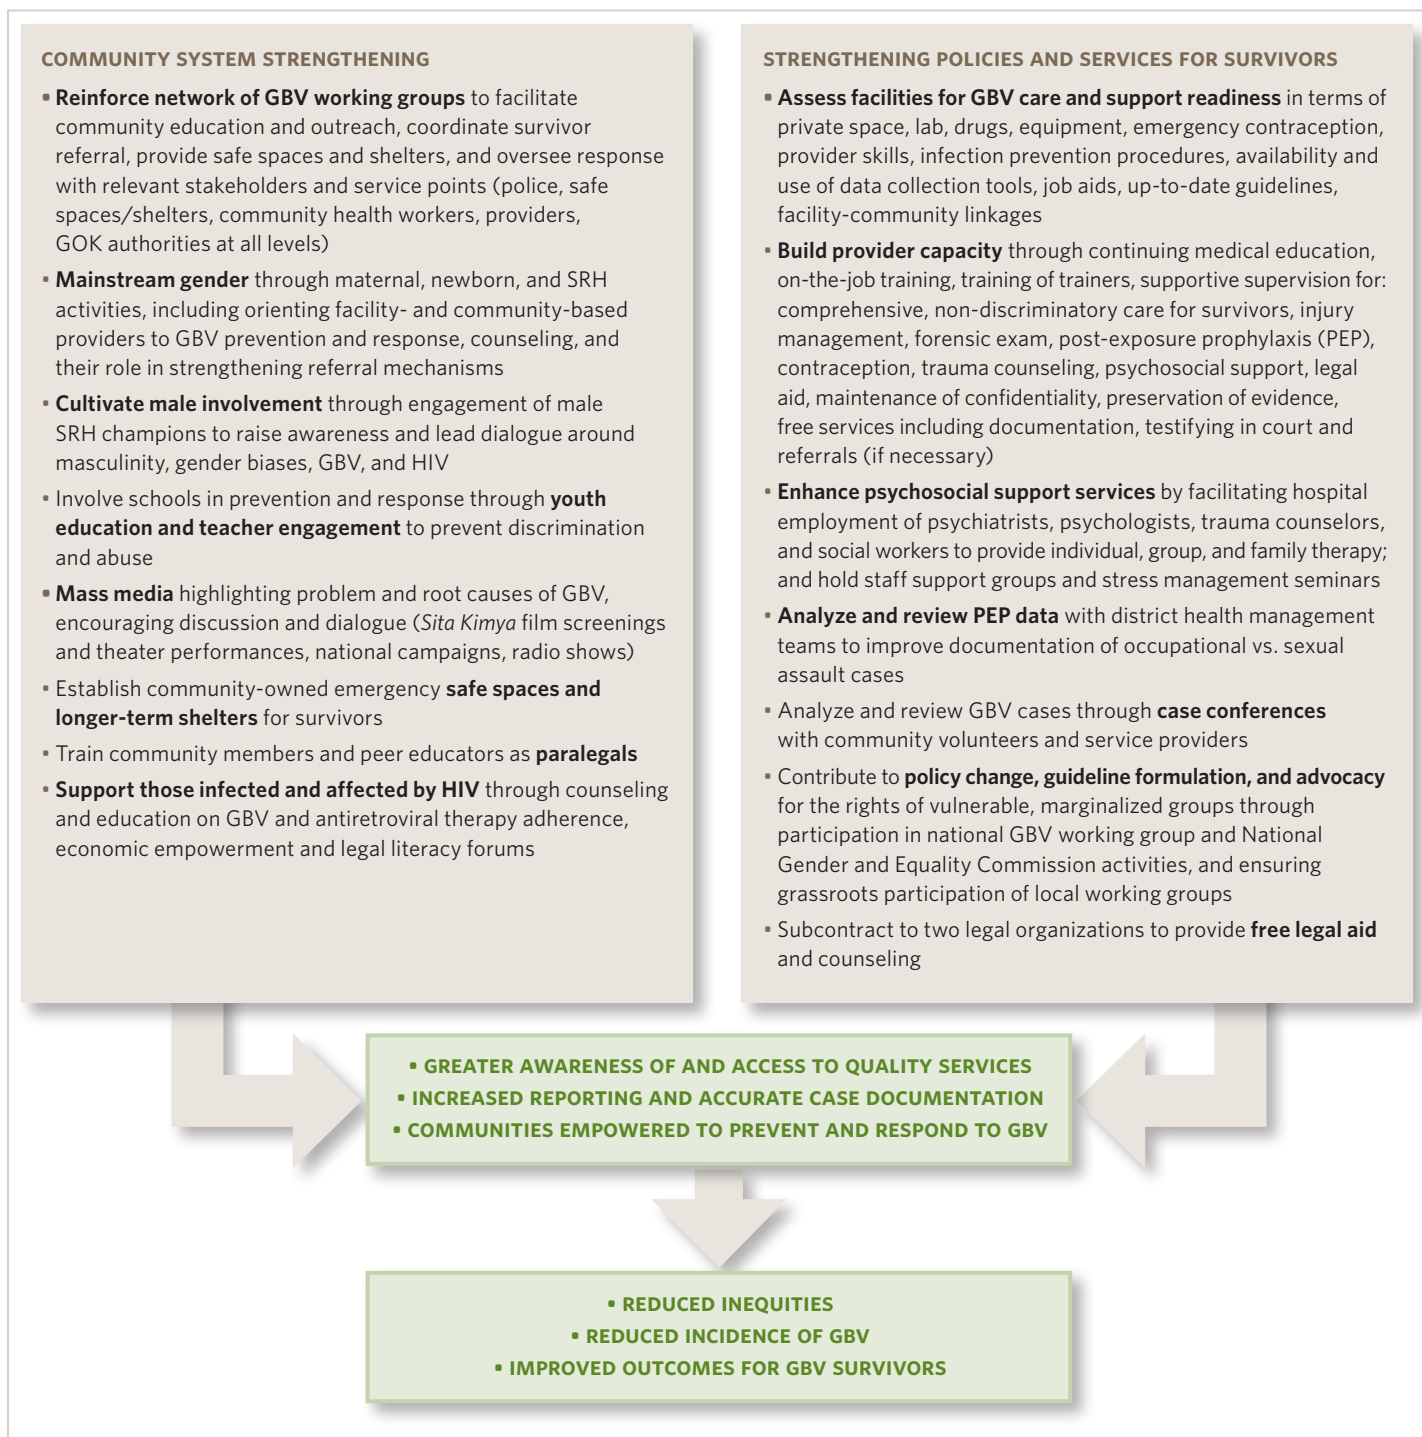 COMMUNITY SYSTEM STRENGTHENING
▪ Reinforce network of GBV working groups to facilitate
community education and outreach, coordinate survivor
referral, provide safe spaces and shelters, and oversee response
with relevant stakeholders and service points (police, safe
spaces/shelters, community health workers, providers,
GOK authorities at all levels)
▪ Mainstream gender through maternal, newborn, and SRH
activities, including orienting facility- and community-based
providers to GBV prevention and response, counseling, and
their role in strengthening referral mechanisms
▪ Cultivate male involvement through engagement of male
SRH champions to raise awareness and lead dialogue around
masculinity, gender biases, GBV, and HIV
▪ Involve schools in prevention and response through youth
education and teacher engagement to prevent discrimination
and abuse
▪ Mass media highlighting problem and root causes of GBV,
encouraging discussion and dialogue (Sita Kimya film screenings
and theater performances, national campaigns, radio shows)
▪ Establish community-owned emergency safe spaces and
longer-term shelters for survivors
▪ Train community members and peer educators as paralegals
▪ Support those infected and affected by HIV through counseling
and education on GBV and antiretroviral therapy adherence,
economic empowerment and legal literacy forums
STRENGTHENING POLICIES AND SERVICES FOR SURVIVORS
▪ Assess facilities for GBV care and support readiness in terms of
private space, lab, drugs, equipment, emergency contraception,
provider skills, infection prevention procedures, availability and
use of data collection tools, job aids, up-to-date guidelines,
facility-community linkages
▪ Build provider capacity through continuing medical education,
on-the-job training, training of trainers, supportive supervision for:
comprehensive, non-discriminatory care for survivors, injury
management, forensic exam, post-exposure prophylaxis (PEP),
contraception, trauma counseling, psychosocial support, legal
aid, maintenance of confidentiality, preservation of evidence,
free services including documentation, testifying in court and
referrals (if necessary)
▪ Enhance psychosocial support services by facilitating hospital
employment of psychiatrists, psychologists, trauma counselors,
and social workers to provide individual, group, and family therapy;
and hold staff support groups and stress management seminars
▪ Analyze and review PEP data with district health management
teams to improve documentation of occupational vs. sexual
assault cases
▪ Analyze and review GBV cases through case conferences
with community volunteers and service providers
▪ Contribute to policy change, guideline formulation, and advocacy
for the rights of vulnerable, marginalized groups through
participation in national GBV working group and National
Gender and Equality Commission activities, and ensuring
grassroots participation of local working groups
▪ Subcontract to two legal organizations to provide free legal aid
and counseling
▪ GREATER AWARENESS OF AND ACCESS TO QUALITY SERVICES
▪ INCREASED REPORTING AND ACCURATE CASE DOCUMENTATION
▪ COMMUNITIES EMPOWERED TO PREVENT AND RESPOND TO GBV
▪ REDUCED INEQUITIES
▪ REDUCED INCIDENCE OF GBV
▪ IMPROVED OUTCOMES FOR GBV SURVIVORS